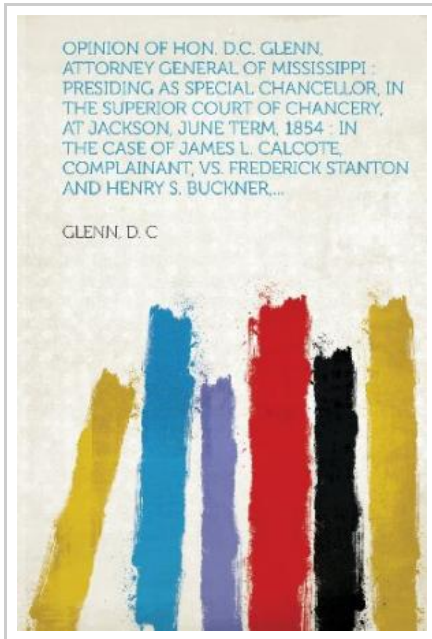 OPINION OF HON. D.C. GLENN,
ATTORNEY GENERAL OF MISSISSIPPI :
PRESIDING AS SPECIAL CHANCELLOR, IN
THE SUPERIOR COURT OF CHANCERY,
AT JACKSON, JUNE TERM, 1854 : IN
THE CASE OF JAMES L. CALCOTE,
COMPLAINANT, VS. FREDERICK STANTON
AND HENRY S. BUCKNER,...
GLENN, D. C